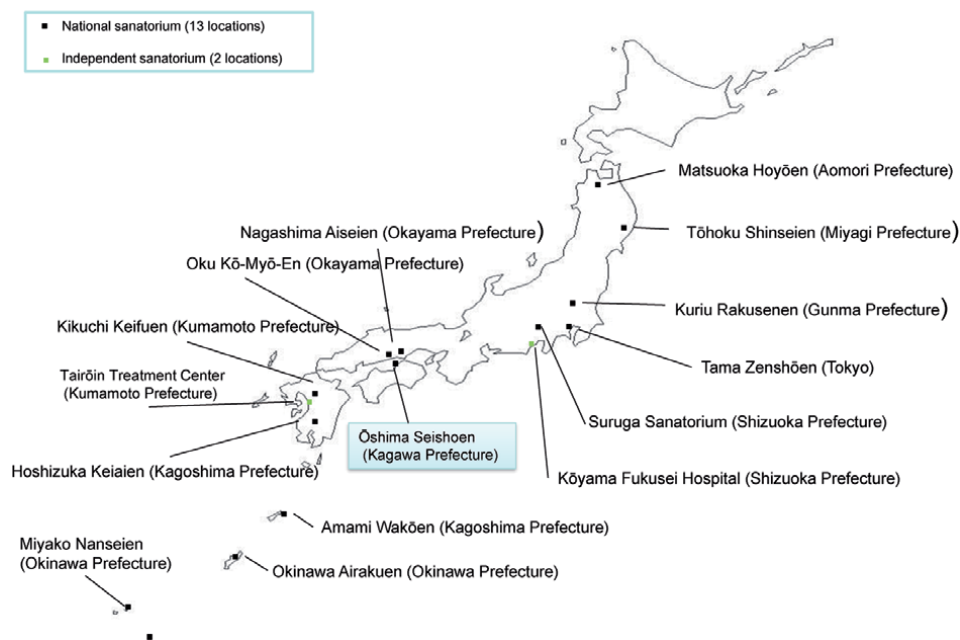 National sanatorium (13 locations)
Independent sanatorium (2 locations)
Matsuoka Hoyōen (Aomori Prefecture)
Nagashima Aiseien (Okayama Prefecture)
Tōhoku Shinseien (Miyagi Prefecture)
Oku Kō-Myō-En (Okayama Prefecture)
Kuriu Rakusenen (Gunma Prefecture)
Kikuchi Keifuen (Kumamoto Prefecture)
Tama Zenshōen (Tokyo)
Tairōin Treatment Center
(Kumamoto Prefecture)
Suruga Sanatorium (Shizuoka Prefecture)
Ōshima Seishoen
(Kagawa Prefecture)
Hoshizuka Keiaien (Kagoshima Prefecture)
Kōyama Fukusei Hospital (Shizuoka Prefecture)
Amami Wakōen (Kagoshima Prefecture)
Miyako Nanseien
(Okinawa Prefecture)
Okinawa Airakuen (Okinawa Prefecture)